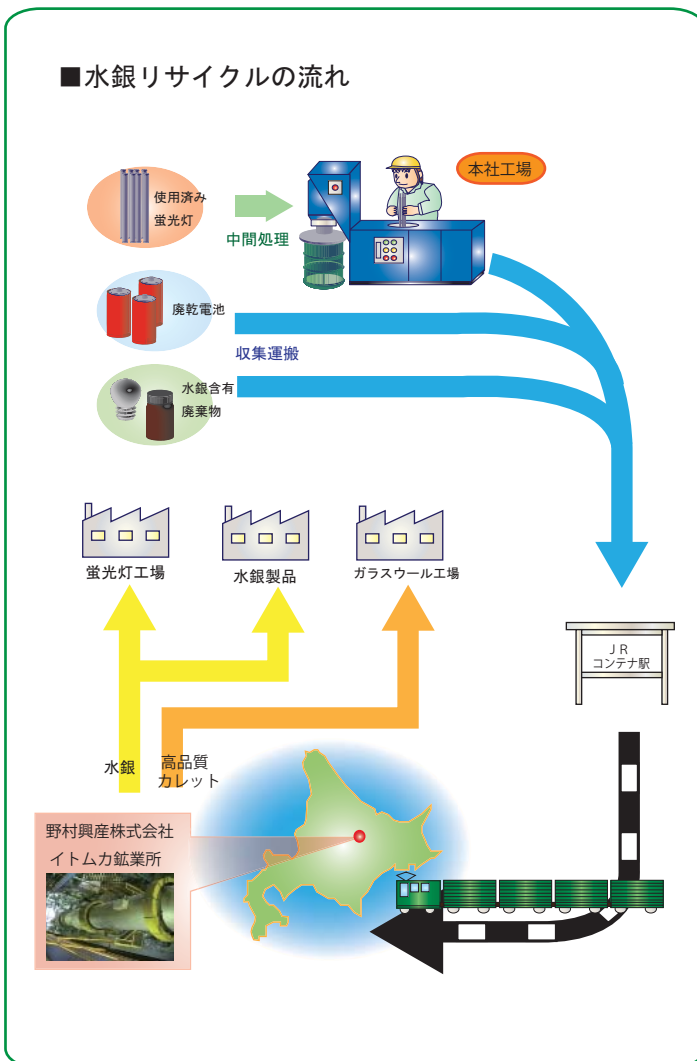 ■水銀リサイクルの流れ
本社工場
使用済み
蛍光灯
中間処理
廃乾電池
収集運搬
水銀含有
廃棄物
蛍光灯工場
水銀製品
ガラスウール工場
ＪＲ
コンテナ駅
水銀
高品質
カレット
野村興産株式会社
イトムカ鉱業所